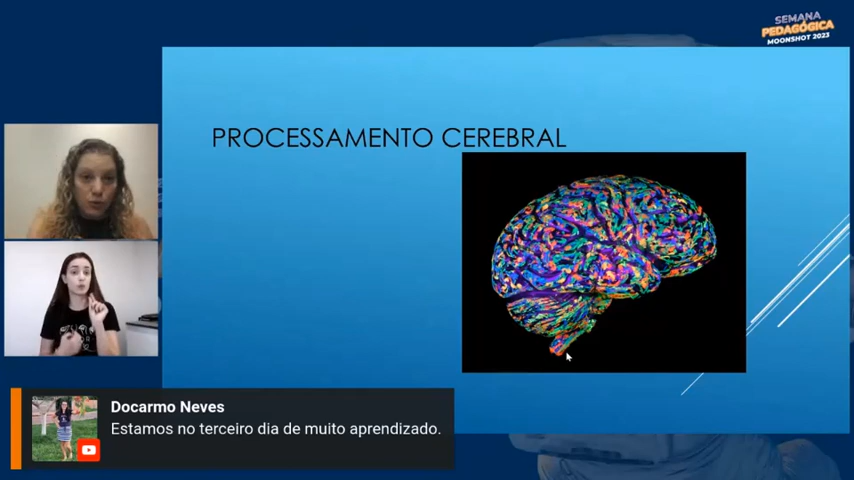 SEMANA
PEDAGÓGICA
MOONSHOT 2023
PROCESSAMENTO CEREBRAL
Docarmo Neves
Estamos no terceiro dia de muito aprendizado.